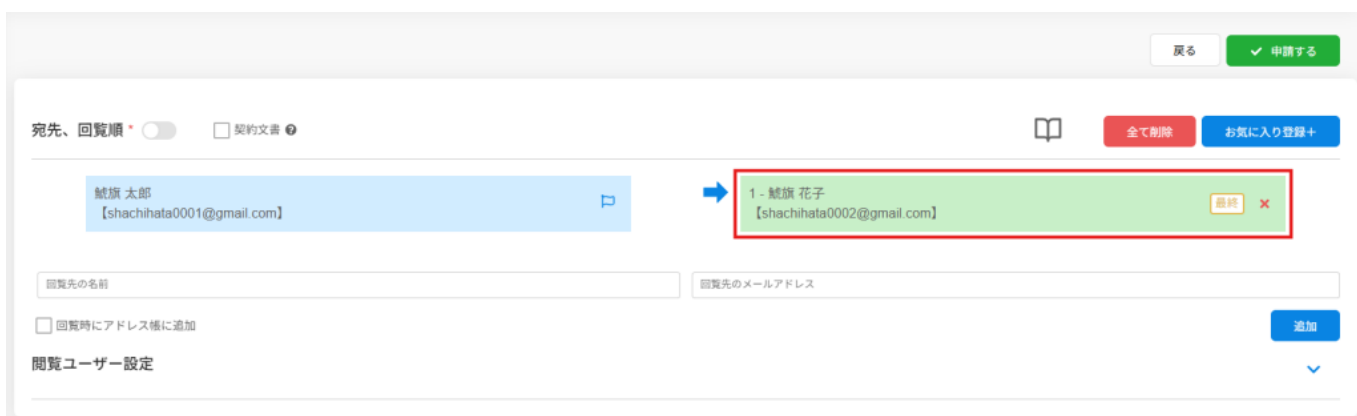 戻る
申請する
宛先、回覧順*
契約文書
全て削除
お気に入り登録+
鯱旗 太郎
【shachihata0001@gmail.com】
1 - 鯱旗 花子
【shachihata0002@gmail.com】
最終
回覧先の名前
回覧先のメールアドレス
回覧時にアドレス帳に追加
追加
閲覧ユーザー設定